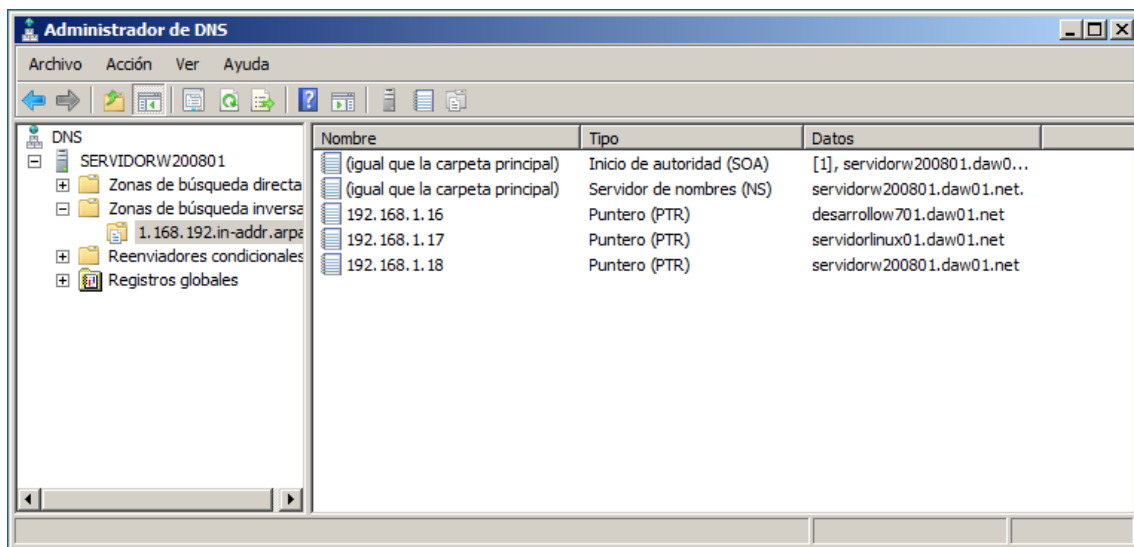 Administrador de DNS
Archivo Acción Ver Ayuda
DNS
SERVIDORW200801
Zonas de búsqueda directa
Zonas de búsqueda inversa
1.168.192.in-addr.arpa
Reenviadores condicionales
Registros globales
Nombre Tipo Datos
(igual que la carpeta principal) Inicio de autoridad (SOA) [1], servidorw200801.daw0...
(igual que la carpeta principal) Servidor de nombres (NS) servidorw200801.daw01.net.
192.168.1.16 Puntero (PTR) desarrollow701.daw01.net
192.168.1.17 Puntero (PTR) servidorlinux01.daw01.net
192.168.1.18 Puntero (PTR) servidorw200801.daw01.net